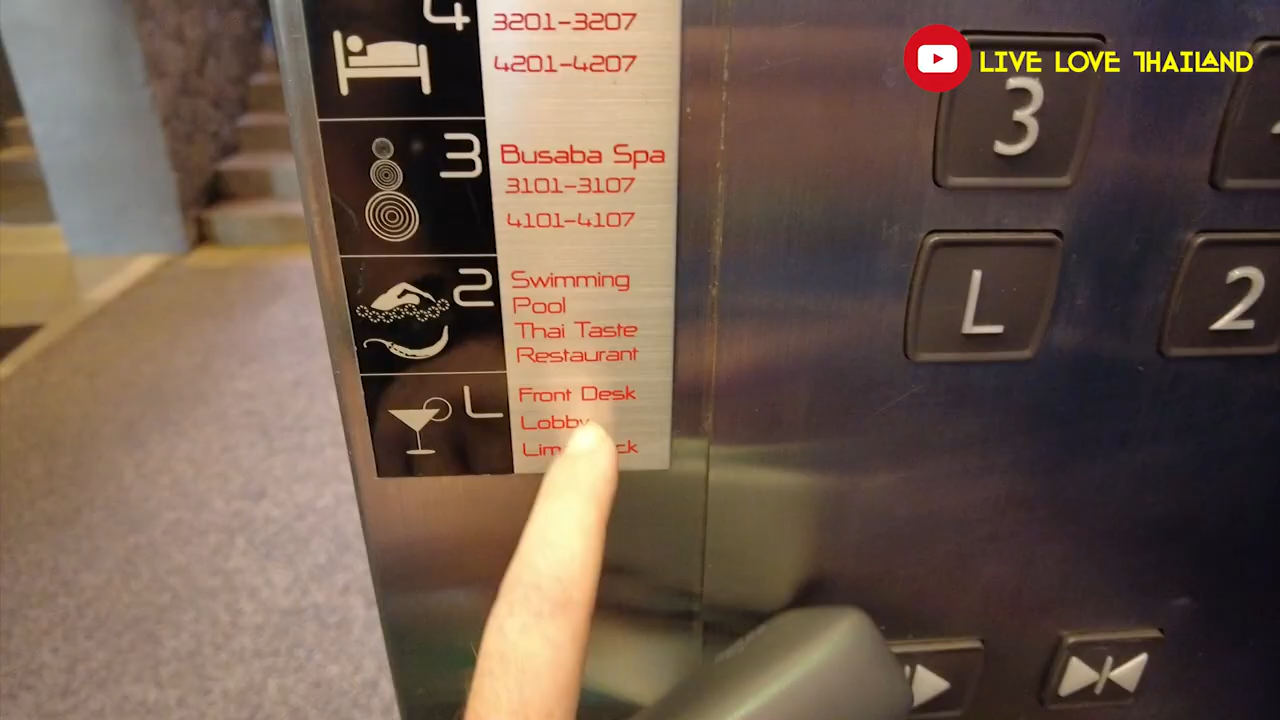 4
3201-3207
4201-4207
3
Busaba Spa
3101-3107
4101-4107
2
Swimming
Pool
Thai Taste
Restaurant
L
Front Desk
Lobby
LIVE LOVE THAILAND
3
L
2